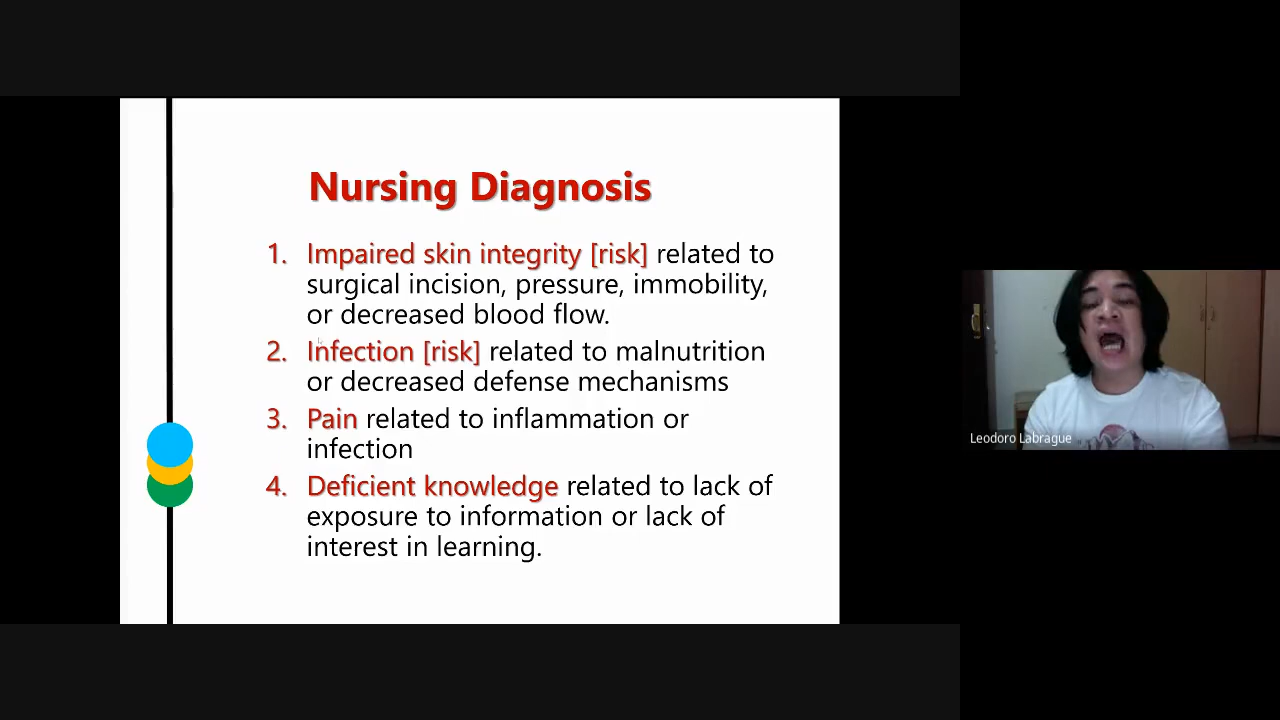 Nursing Diagnosis
1. Impaired skin integrity [risk] related to
surgical incision, pressure, immobility,
or decreased blood flow.
2. Infection [risk] related to malnutrition
or decreased defense mechanisms
3. Pain related to inflammation or
infection
4. Deficient knowledge related to lack of
exposure to information or lack of
interest in learning.
Leodoro Labrague